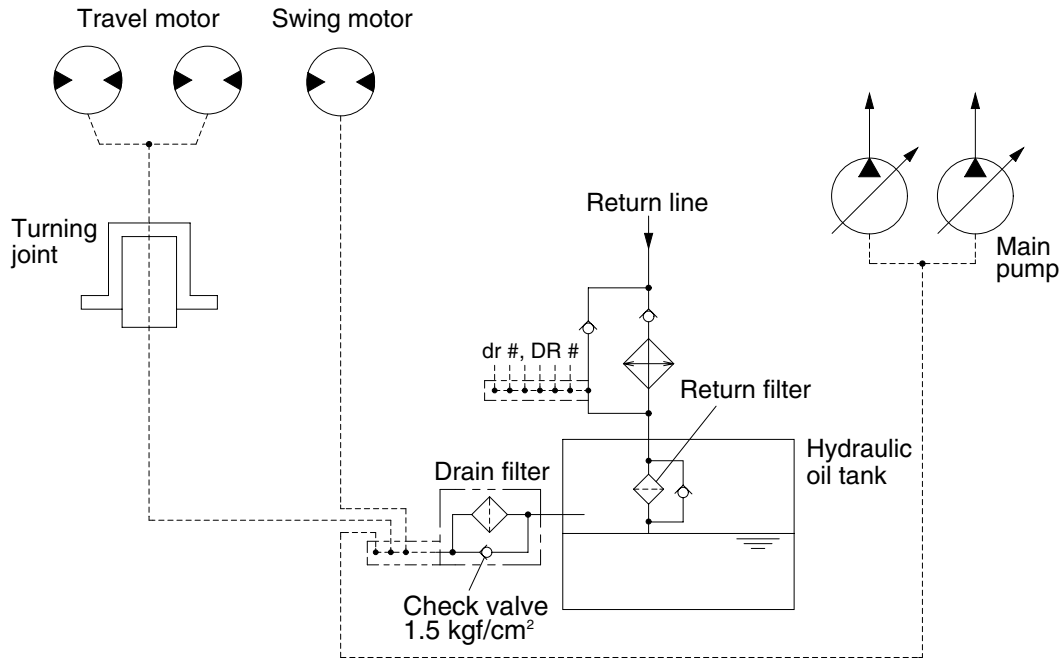 Travel motor
Swing motor
Return line
Turning
joint
Main
pump
dr #, DR #
Return filter
Hydraulic
oil tank
Drain filter
Check valve
1.5 kgf/cm²